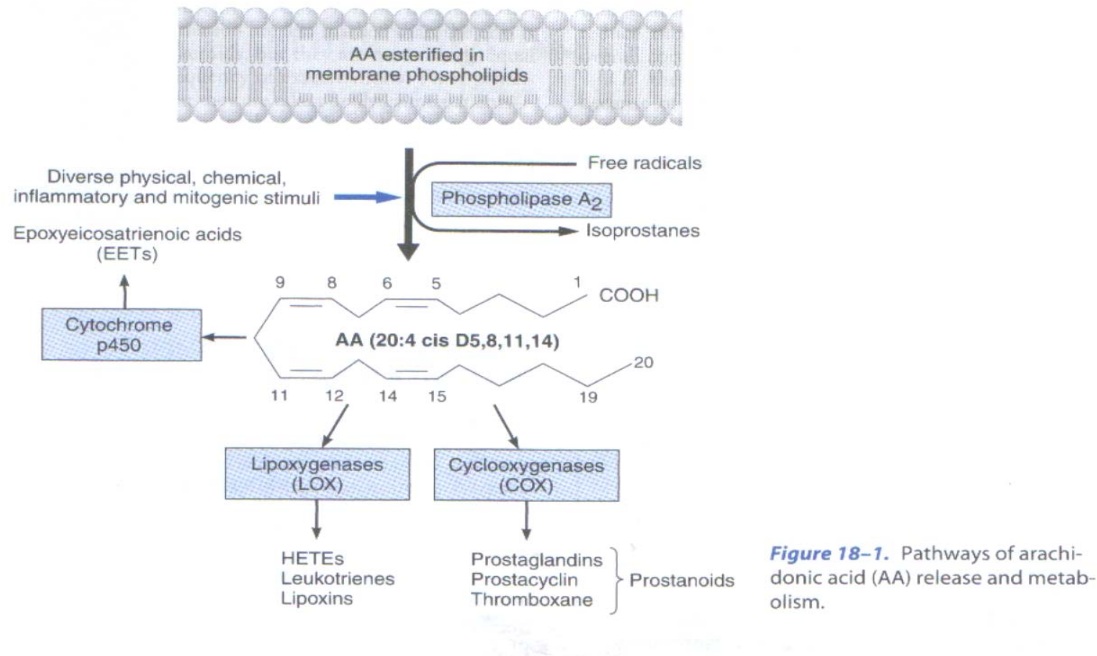 AA esterified in
membrane phospholipids
Free radicals
Diverse physical, chemical,
inflammatory and mitogenic stimuli
Phospholipase A2
Isoprostanes
Epoxyeicosatrienoic acids
(EETs)
9 8 6 5 1
COOH
Cytochrome
p450
AA (20:4 cis D5,8,11,14)
20
11 12 14 15 19
Lipoxygenases
(LOX)
Cyclooxygenases
(COX)
HETEs
Leukotrienes
Lipoxins
Prostaglandins
Prostacyclin
Thromboxane
Prostanoids
Figure 18–1. Pathways of arachi-
donic acid (AA) release and metab-
olism.